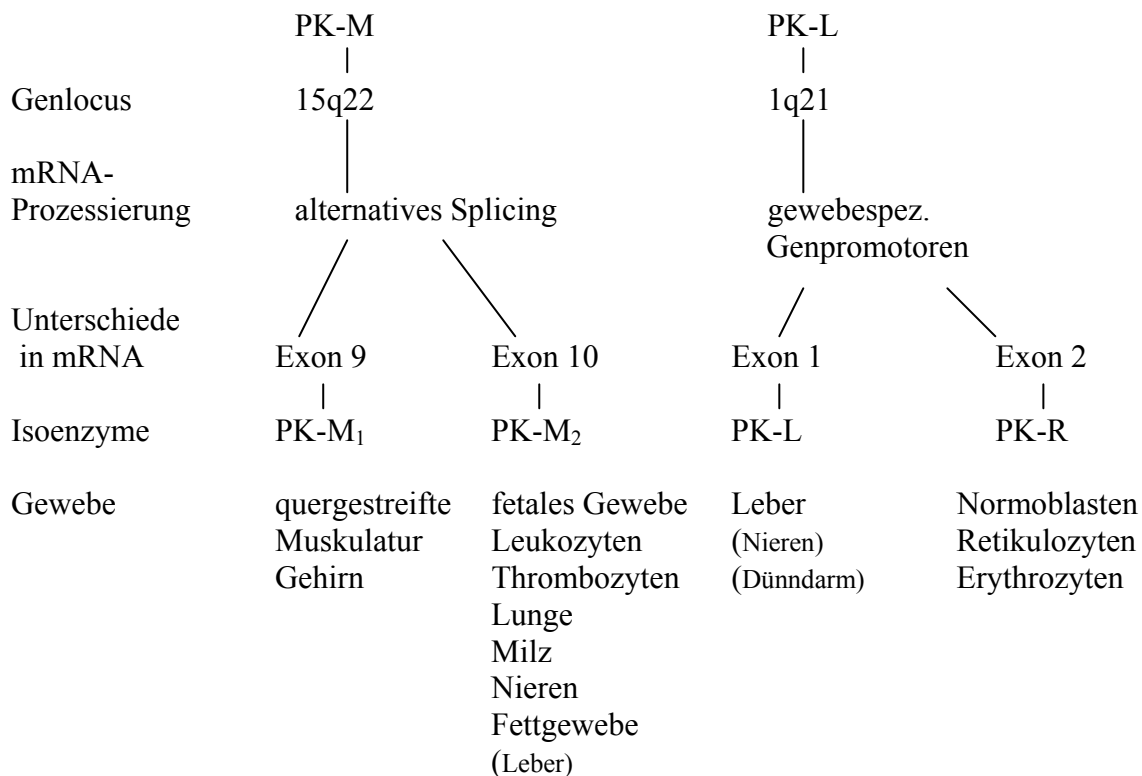 PK-M PK-L
Genlocus 15q22 1q21
mRNA-
Prozessierung alternatives Splicing gewebespez.
Genpromotoren
Unterschiede
in mRNA Exon 9 Exon 10 Exon 1 Exon 2
Isoenzyme PK-M₁ PK-M₂ PK-L PK-R
Gewebe quergestreifte fetales Gewebe Leber Normoblasten
Muskulatur Leukozyten (Nieren) Retikulozyten
Gehirn Thrombozyten (Dünndarm) Erythrozyten
Lunge
Milz
Nieren
Fettgewebe
(Leber)